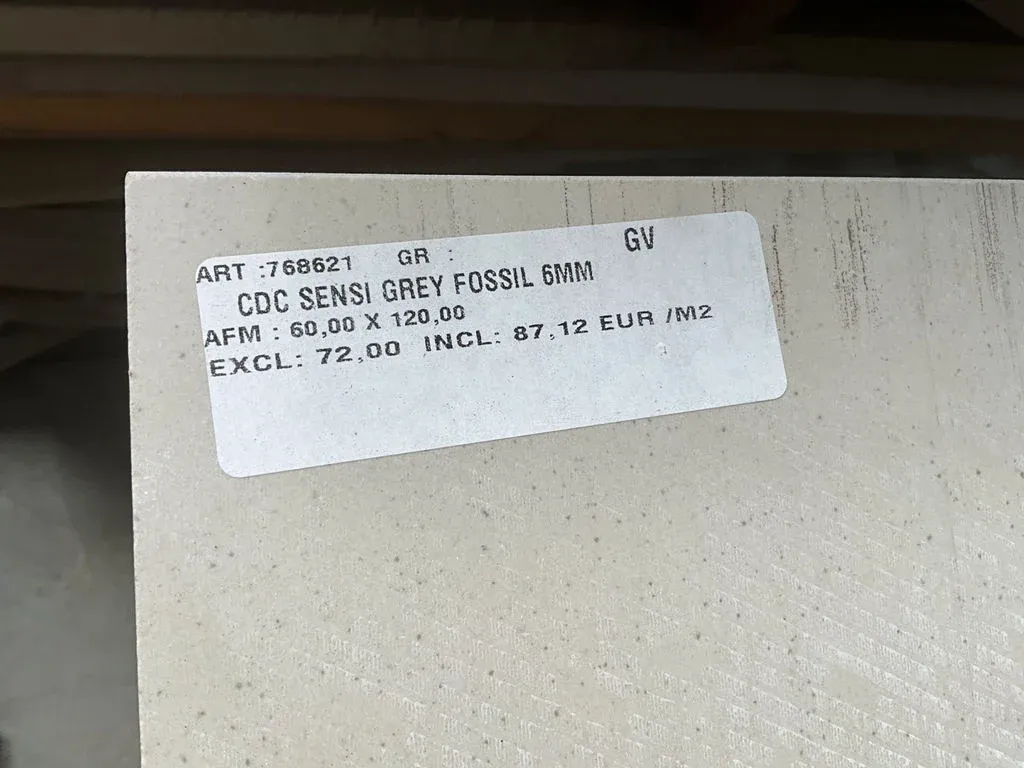 ART :768621 GR : GV
CDC SENSI GREY FOSSIL 6MM
AFM : 60,00 X 120,00
EXCL: 72,00 INCL: 87,12 EUR /M2